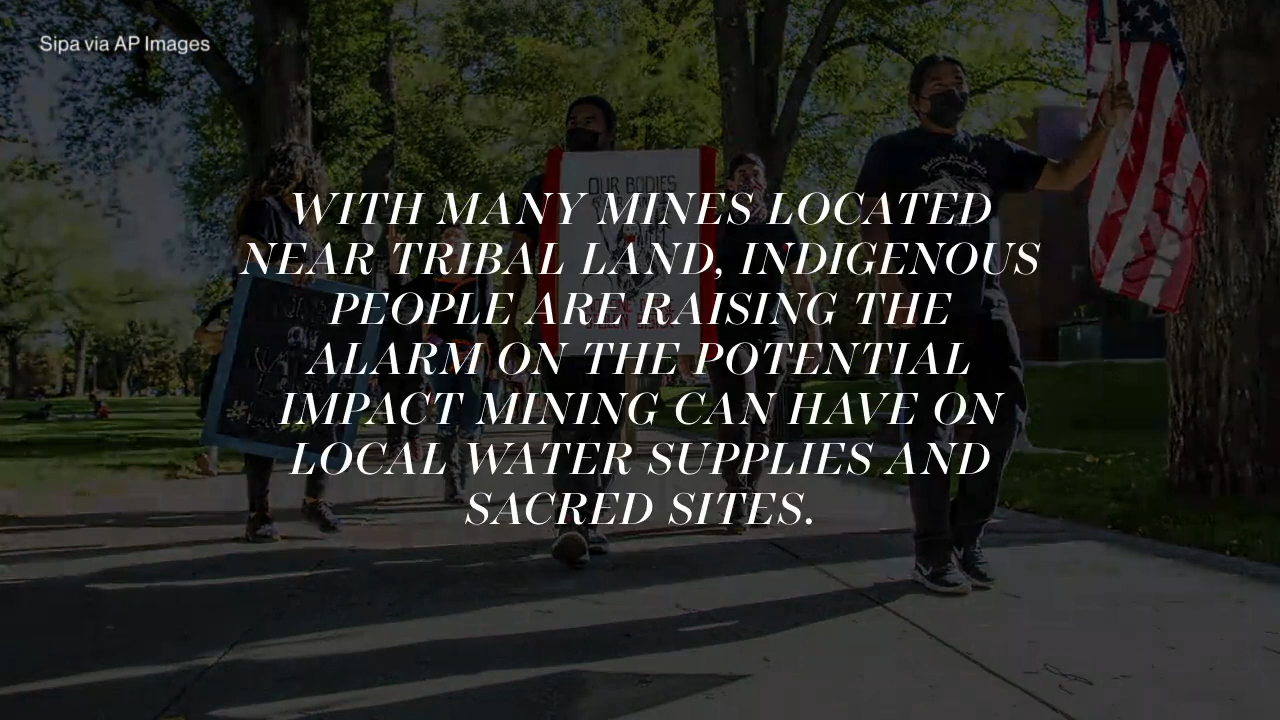 Sipa via AP Images
WITH MANY MINES LOCATED
NEAR TRIBAL LAND, INDIGENOUS
PEOPLE ARE RAISING THE
ALARM ON THE POTENTIAL
IMPACT MINING CAN HAVE ON
LOCAL WATER SUPPLIES AND
SACRED SITES.
OUR BODIES